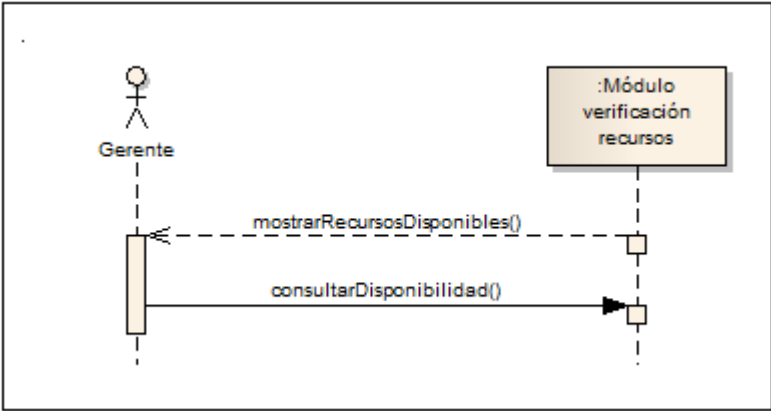 :Módulo
verificación
recursos
Gerente
mostrarRecursosDisponibles()
consultarDisponibilidad()